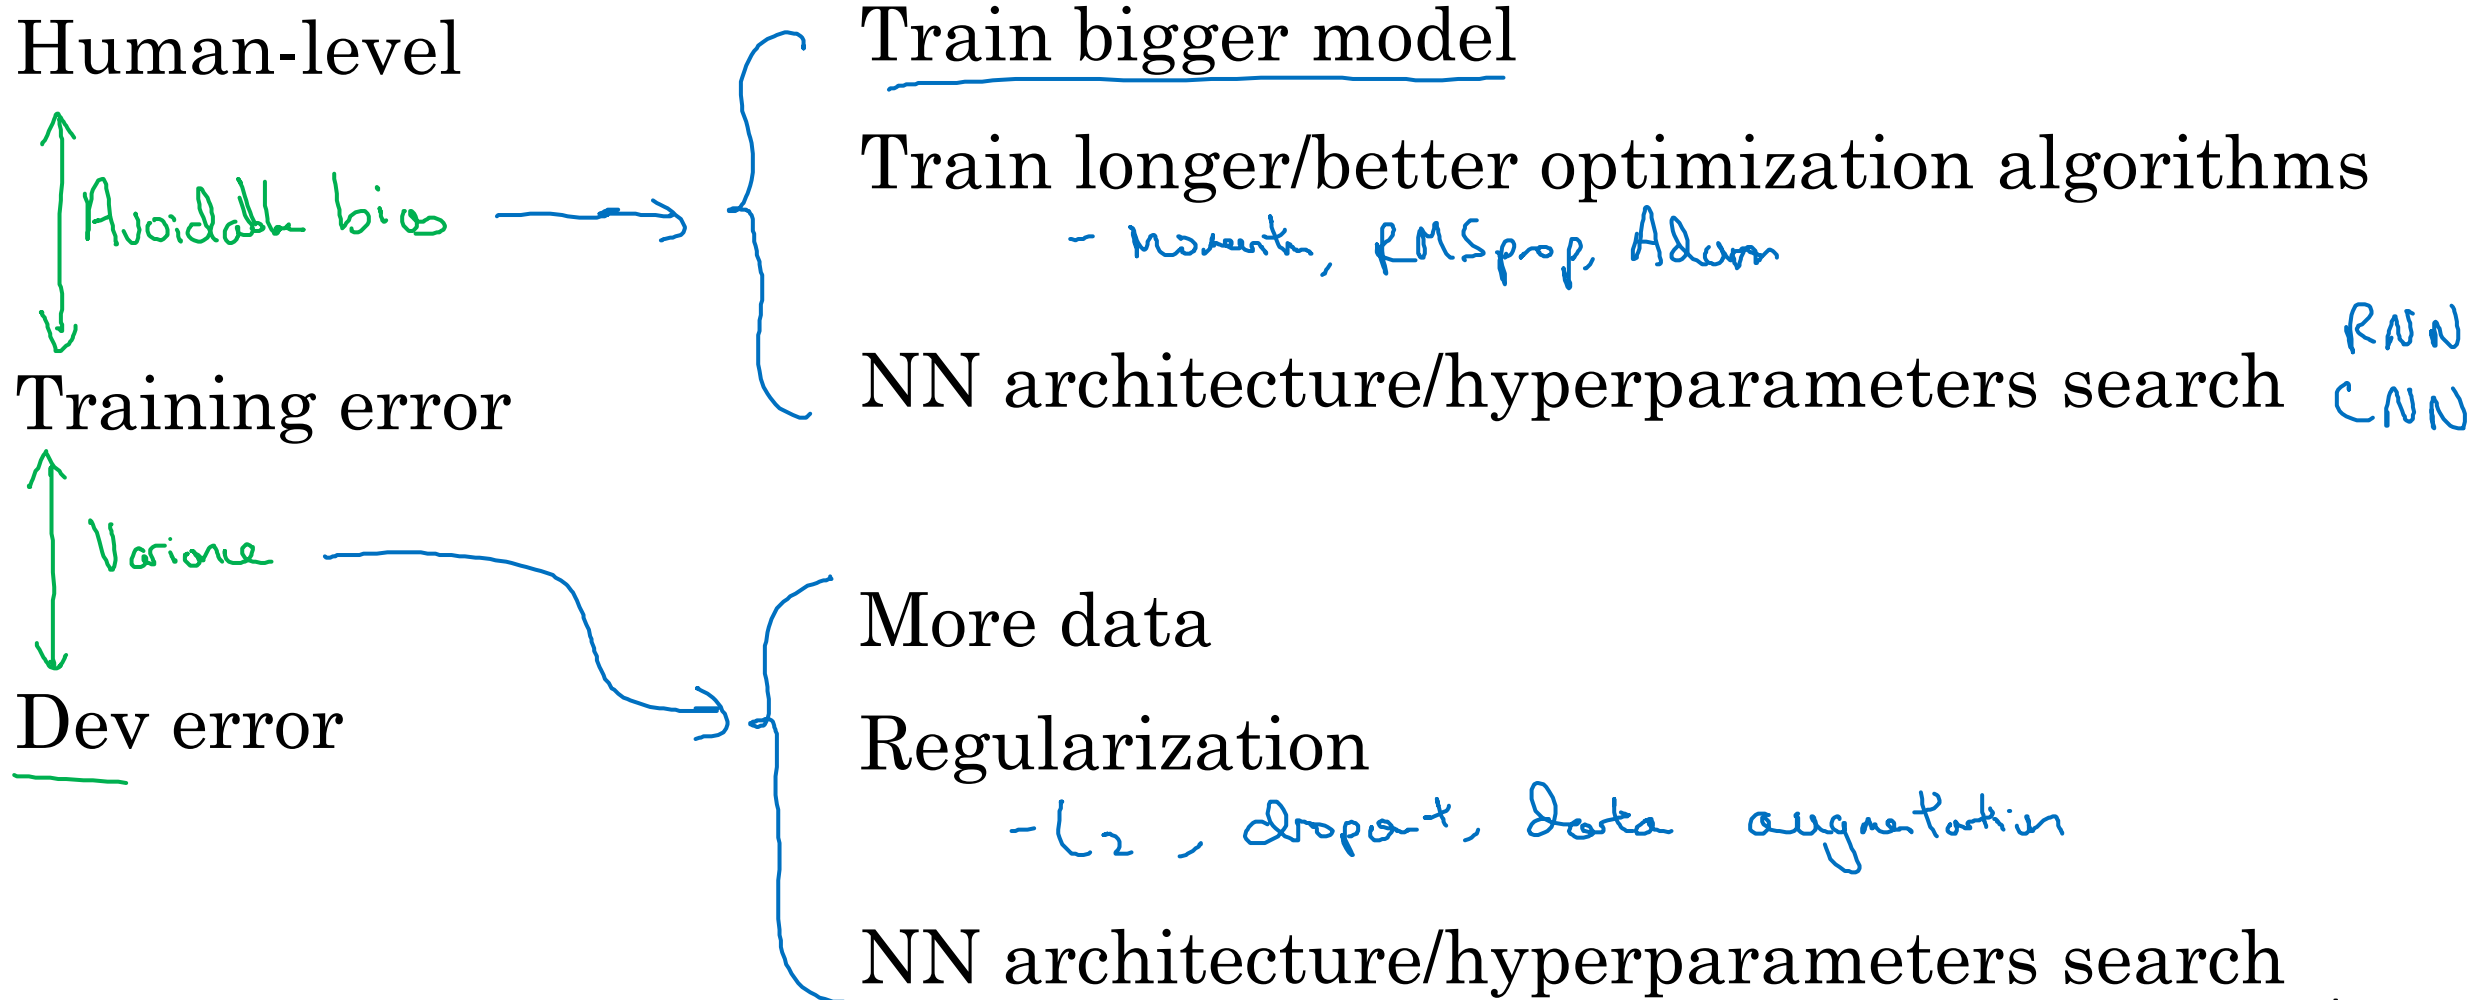 Human-level
Avoidable bias
Training error
Variance
Dev error
Train bigger model
Train longer/better optimization algorithms
- momentum, RMSprop, Adam
NN architecture/hyperparameters search
RNN
CNN
More data
Regularization
- L2, dropout, data augmentation
NN architecture/hyperparameters search